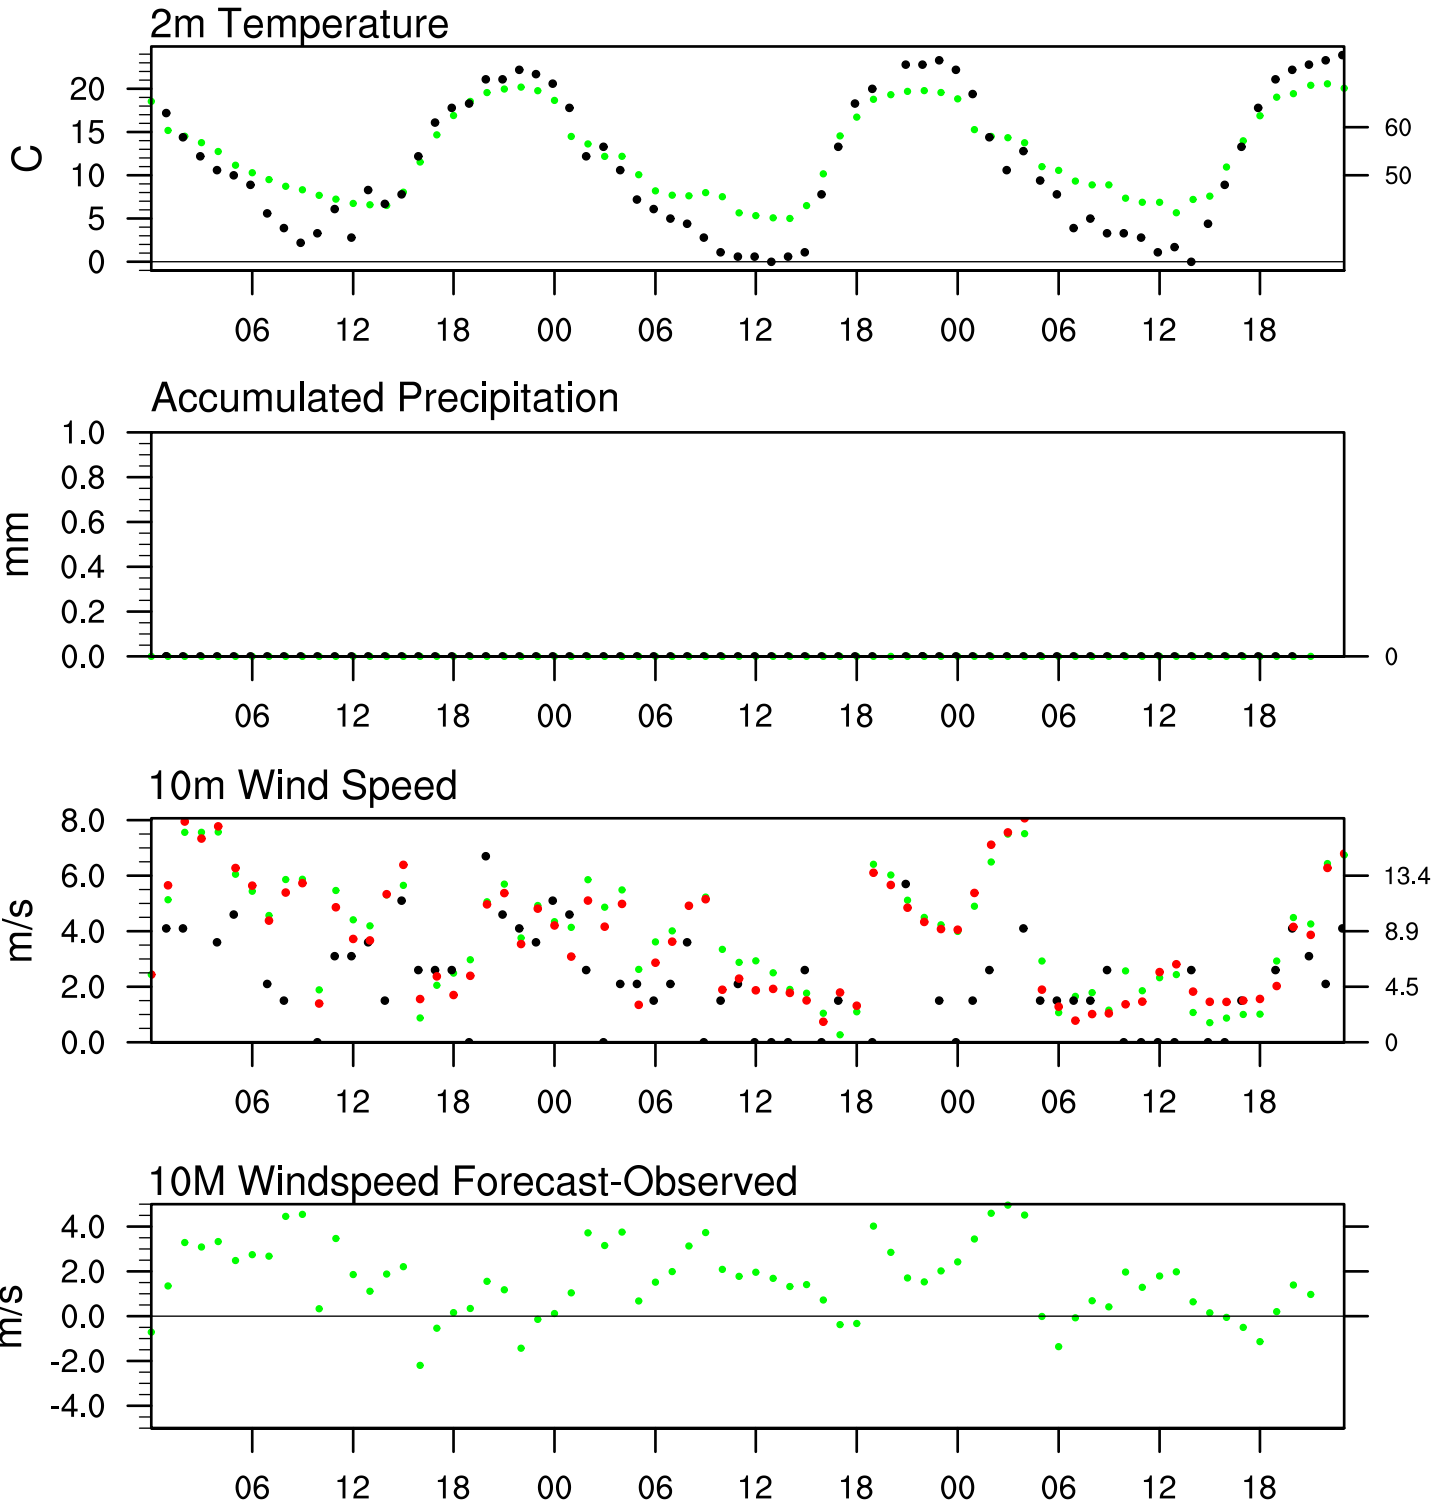 2m Temperature
C
20
15
10
5
0
60
50
06 12 18 00 06 12 18 00 06 12 18
Accumulated Precipitation
mm
1.0
0.8
0.6
0.4
0.2
0.0
0
06 12 18 00 06 12 18 00 06 12 18
10m Wind Speed
m/s
8.0
6.0
4.0
2.0
0.0
13.4
8.9
4.5
0
06 12 18 00 06 12 18 00 06 12 18
10M Windspeed Forecast-Observed
m/s
4.0
2.0
0.0
-2.0
-4.0
06 12 18 00 06 12 18 00 06 12 18